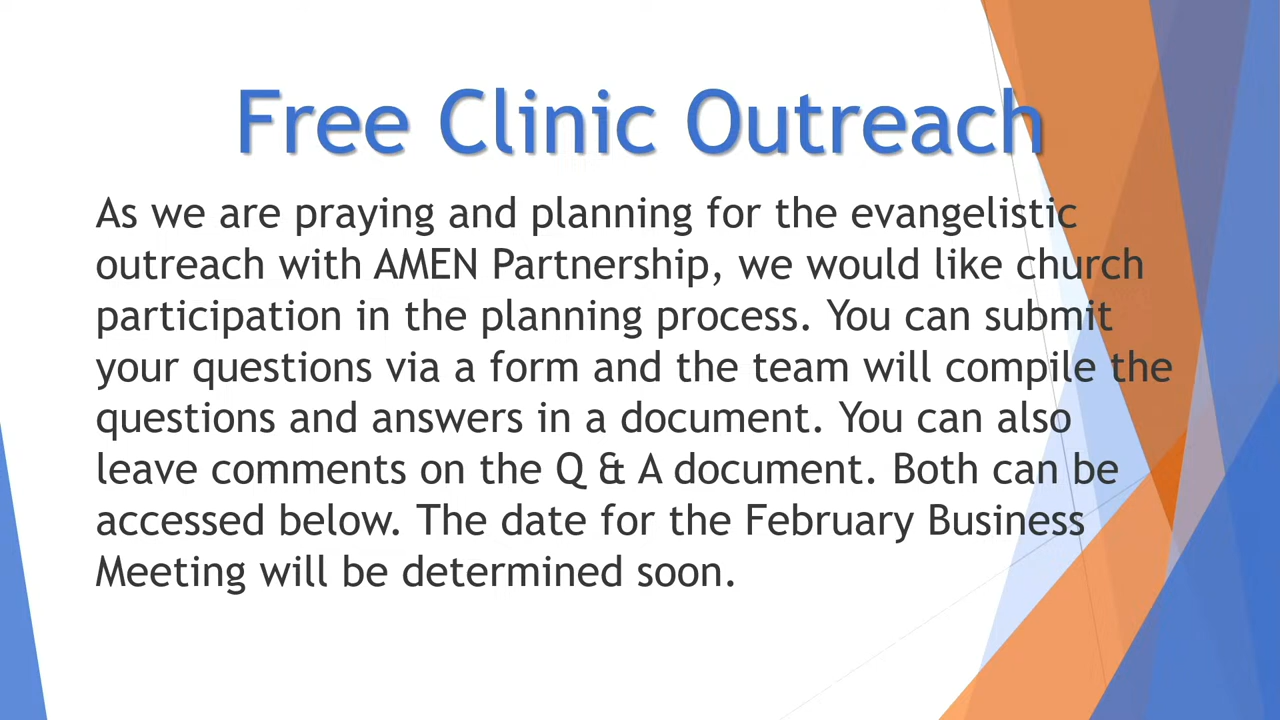 Free Clinic Outreach
As we are praying and planning for the evangelistic
outreach with AMEN Partnership, we would like church
participation in the planning process. You can submit
your questions via a form and the team will compile the
questions and answers in a document. You can also
leave comments on the Q & A document. Both can be
accessed below. The date for the February Business
Meeting will be determined soon.